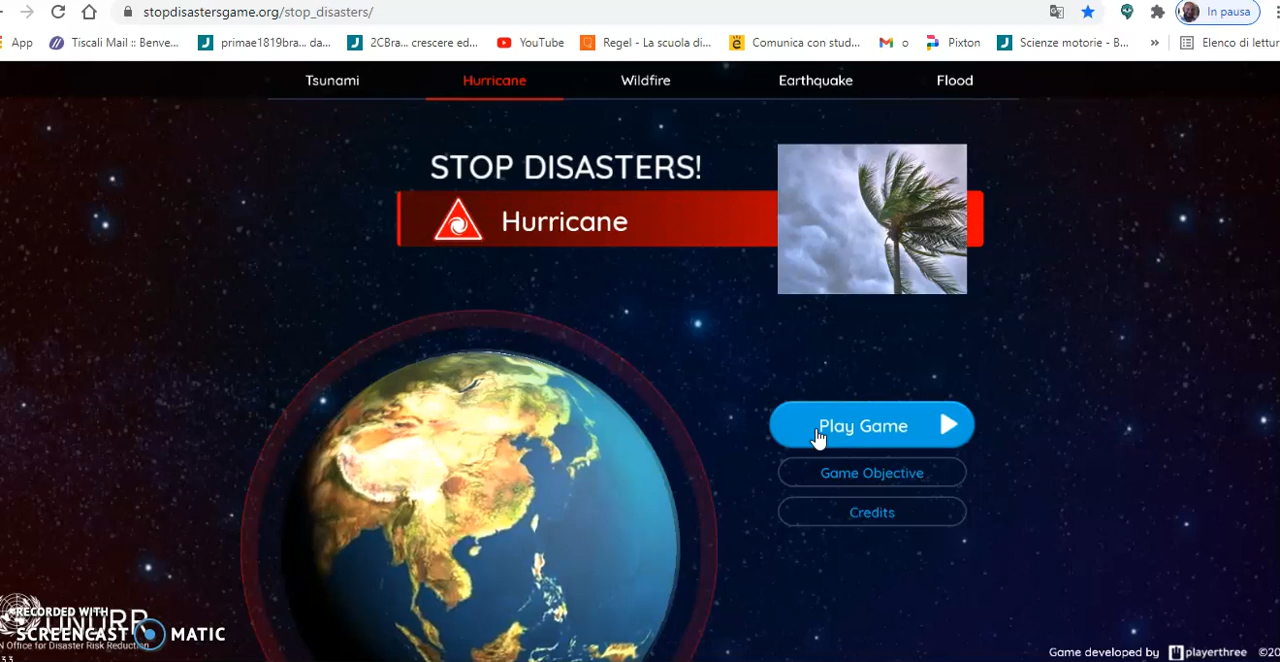 stopdisastersgame.org/stop_disasters/
In pausa
App Tiscali Mail :: Benve... primae1819bra... da... 2CBra... crescere ed... YouTube Regel - La scuola di... Comunica con stud... o Pixton Scienze motorie - B... » Elenco di lettur
Tsunami Hurricane Wildfire Earthquake Flood
STOP DISASTERS!
Hurricane
Play Game
Game Objective
Credits
RECORDED WITH
UNDRR
SCREENCAST MATIC
N Office for Disaster Risk Reduction
Game developed by playerthree ©20